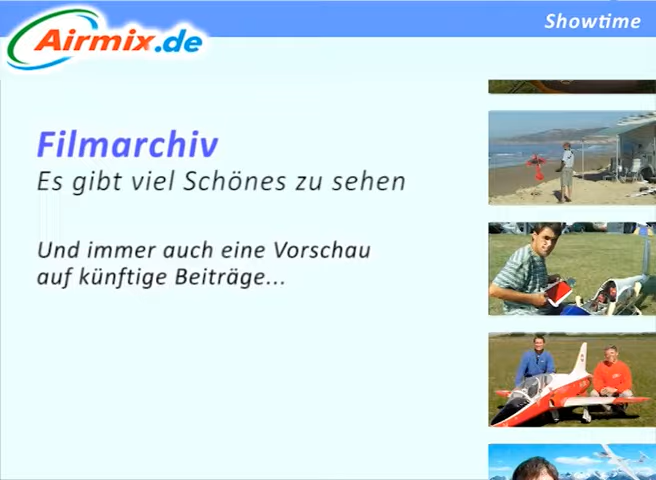 Showtime
Airmix.de
Filmarchiv
Es gibt viel Schönes zu sehen
Und immer auch eine Vorschau
auf künftige Beiträge...